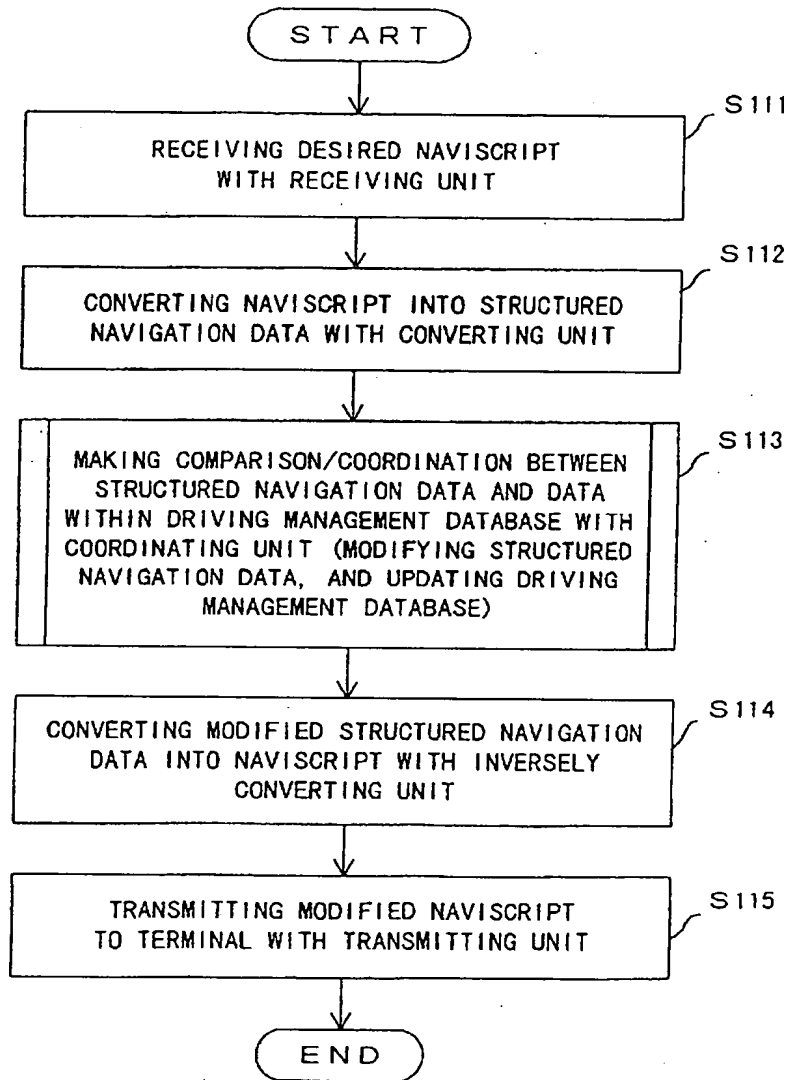 START
S111
RECEIVING DESIRED NAVISCRIPT
WITH RECEIVING UNIT
S112
CONVERTING NAVISCRIPT INTO STRUCTURED
NAVIGATION DATA WITH CONVERTING UNIT
S113
MAKING COMPARISON/COORDINATION BETWEEN
STRUCTURED NAVIGATION DATA AND DATA
WITHIN DRIVING MANAGEMENT DATABASE WITH
COORDINATING UNIT (MODIFYING STRUCTURED
NAVIGATION DATA, AND UPDATING DRIVING
MANAGEMENT DATABASE)
S114
CONVERTING MODIFIED STRUCTURED NAVIGATION
DATA INTO NAVISCRIPT WITH INVERSELY
CONVERTING UNIT
S115
TRANSMITTING MODIFIED NAVISCRIPT
TO TERMINAL WITH TRANSMITTING UNIT
END